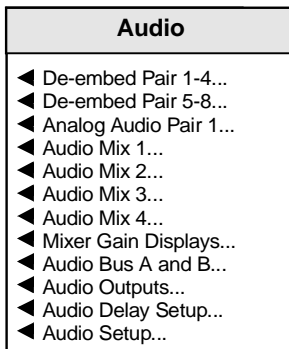 Audio
◀ De-embed Pair 1-4...
◀ De-embed Pair 5-8...
◀ Analog Audio Pair 1...
◀ Audio Mix 1...
◀ Audio Mix 2...
◀ Audio Mix 3...
◀ Audio Mix 4...
◀ Mixer Gain Displays...
◀ Audio Bus A and B...
◀ Audio Outputs...
◀ Audio Delay Setup...
◀ Audio Setup...